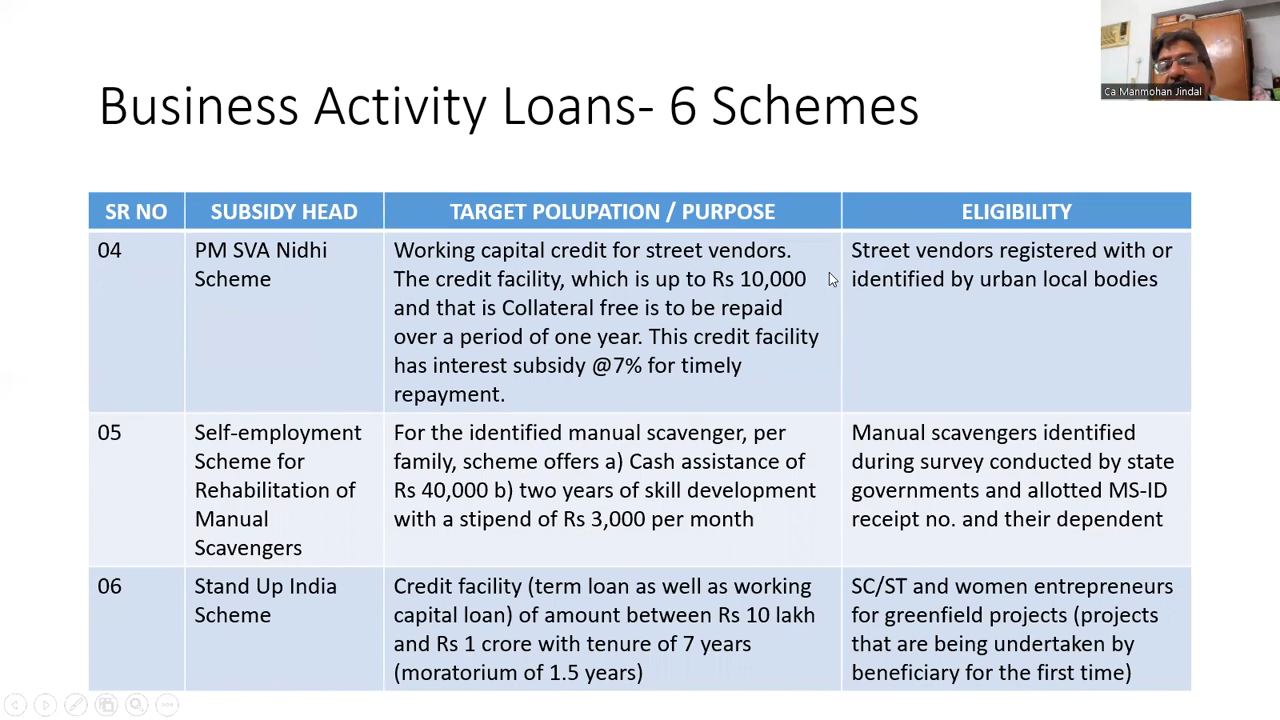 Ca Manmohan Jindal
Business Activity Loans- 6 Schemes
SR NO
SUBSIDY HEAD
TARGET POLUPATION / PURPOSE
ELIGIBILITY
04
PM SVA Nidhi
Scheme
Working capital credit for street vendors.
The credit facility, which is up to Rs 10,000
and that is Collateral free is to be repaid
over a period of one year. This credit facility
has interest subsidy @7% for timely
repayment.
Street vendors registered with or
identified by urban local bodies
05
Self-employment
Scheme for
Rehabilitation of
Manual
Scavengers
For the identified manual scavenger, per
family, scheme offers a) Cash assistance of
Rs 40,000 b) two years of skill development
with a stipend of Rs 3,000 per month
Manual scavengers identified
during survey conducted by state
governments and allotted MS-ID
receipt no. and their dependent
06
Stand Up India
Scheme
Credit facility (term loan as well as working
capital loan) of amount between Rs 10 lakh
and Rs 1 crore with tenure of 7 years
(moratorium of 1.5 years)
SC/ST and women entrepreneurs
for greenfield projects (projects
that are being undertaken by
beneficiary for the first time)